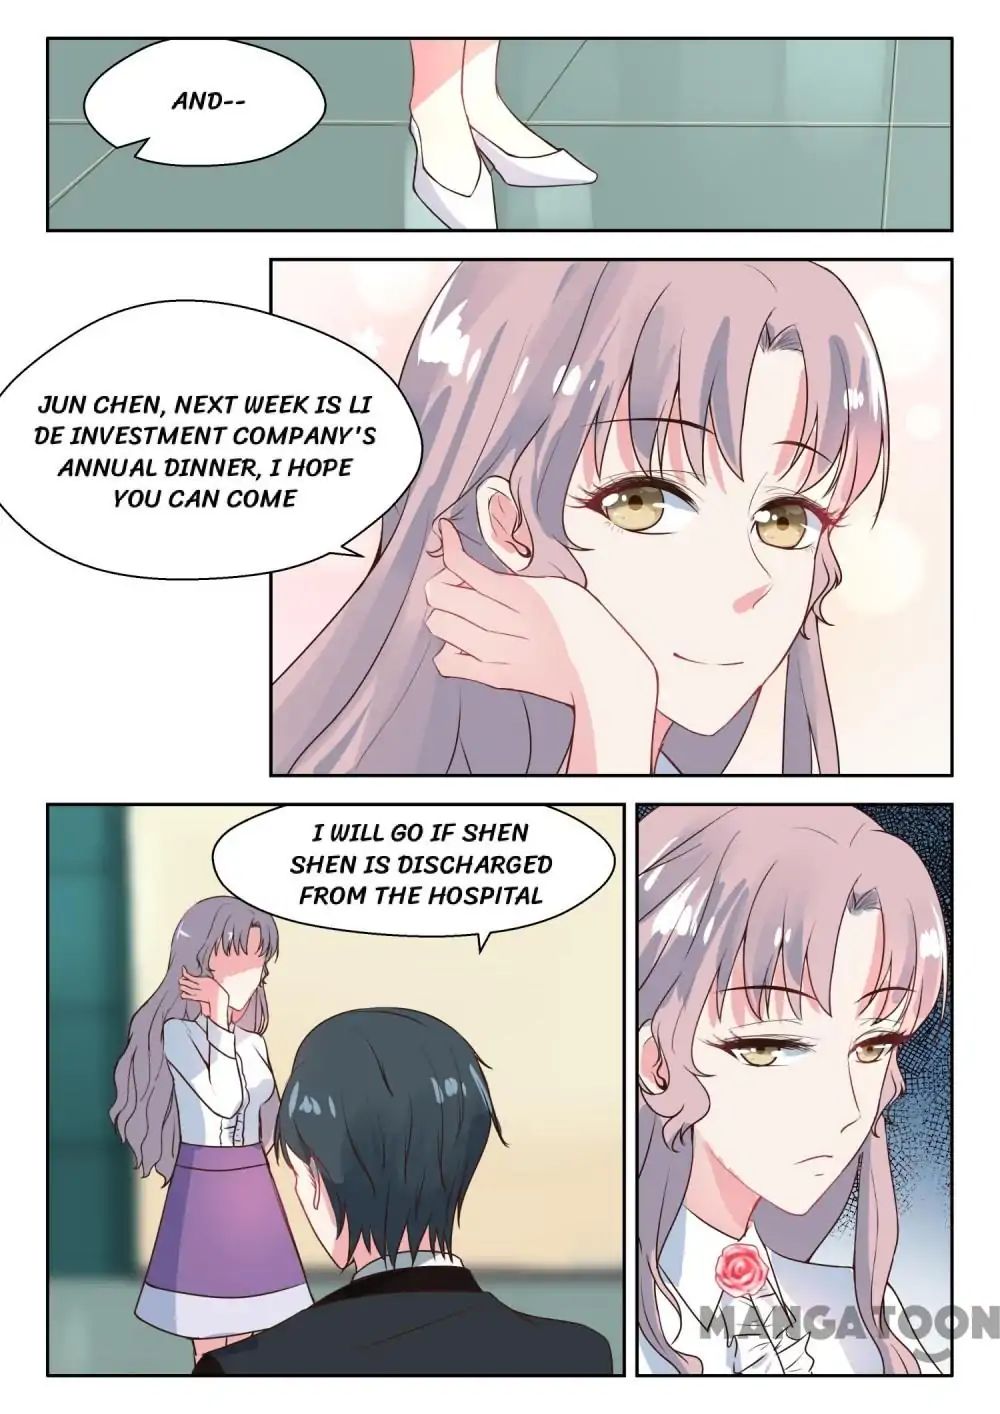 AND--
JUN CHEN, NEXT WEEK IS LI
DE INVESTMENT COMPANY'S
ANNUAL DINNER, I HOPE
YOU CAN COME
I WILL GO IF SHEN
SHEN IS DISCHARGED
FROM THE HOSPITAL
MANGATOON